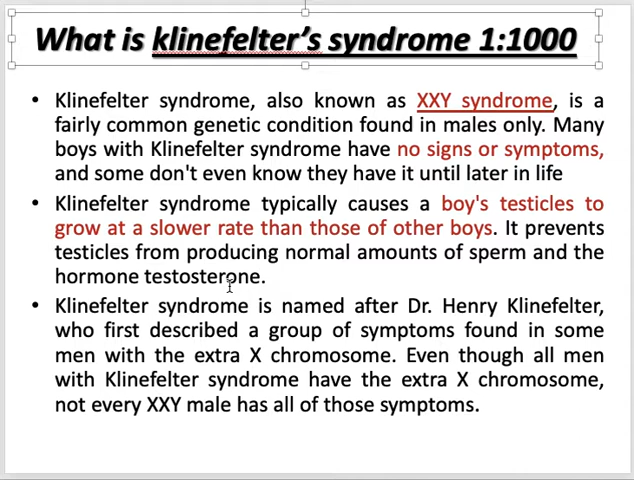 What is klinefelter’s syndrome 1:1000
• Klinefelter syndrome, also known as XXY syndrome, is a
fairly common genetic condition found in males only. Many
boys with Klinefelter syndrome have no signs or symptoms,
and some don't even know they have it until later in life
• Klinefelter syndrome typically causes a boy's testicles to
grow at a slower rate than those of other boys. It prevents
testicles from producing normal amounts of sperm and the
hormone testosterone.
• Klinefelter syndrome is named after Dr. Henry Klinefelter,
who first described a group of symptoms found in some
men with the extra X chromosome. Even though all men
with Klinefelter syndrome have the extra X chromosome,
not every XXY male has all of those symptoms.